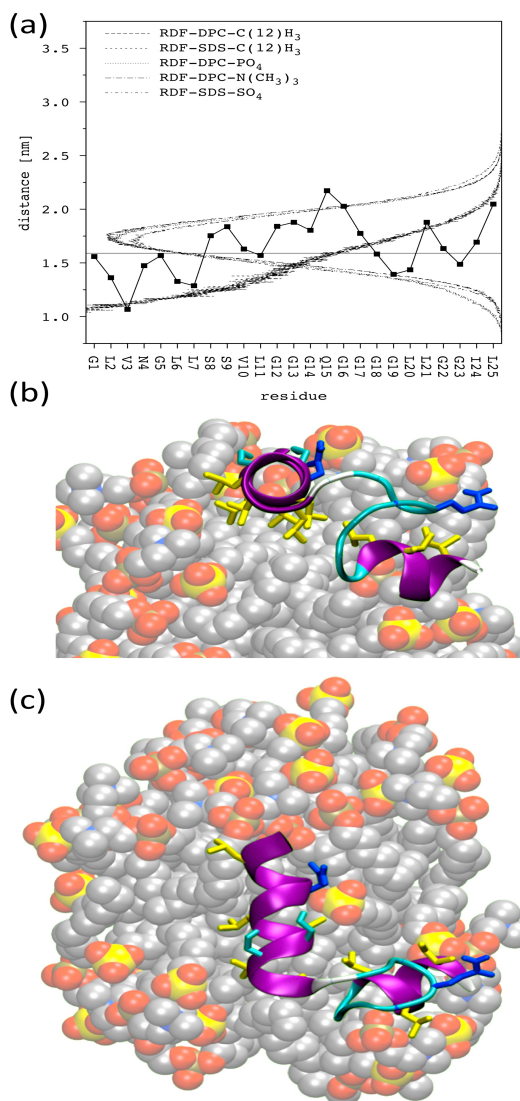 (a)
RDF-DPC-C(12)H3
RDF-SDS-C(12)H3
RDF-DPC-PO4
RDF-DPC-N(CH3)3
RDF-SDS-SO4
3.5
3.0
2.5
2.0
1.5
1.0
distance [nm]
G1 L2 V3 N4 G5 L6 L7 S8 S9 V10 L11 G12 G13 G14 Q15 G16 G17 G18 G19 L20 L21 G22 G23 I24 L25
residue
(b)
(c)